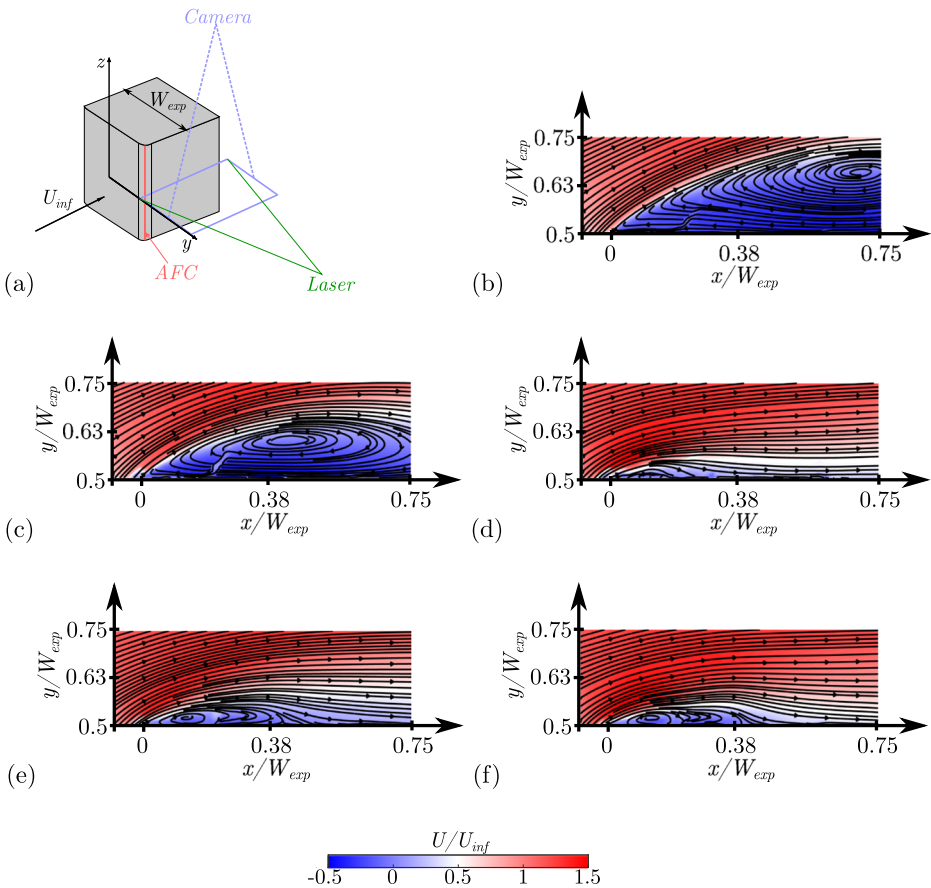 Camera
z
W_exp
U_inf
y
AFC
Laser
(a)
0.75
0.63
0.5
y/W_exp
0
0.38
0.75
x/W_exp
(b)
0.75
0.63
0.5
y/W_exp
0
0.38
0.75
x/W_exp
(c)
0.75
0.63
0.5
y/W_exp
0
0.38
0.75
x/W_exp
(d)
0.75
0.63
0.5
y/W_exp
0
0.38
0.75
x/W_exp
(e)
0.75
0.63
0.5
y/W_exp
0
0.38
0.75
x/W_exp
(f)
U/U_inf
-0.5 0 0.5 1 1.5